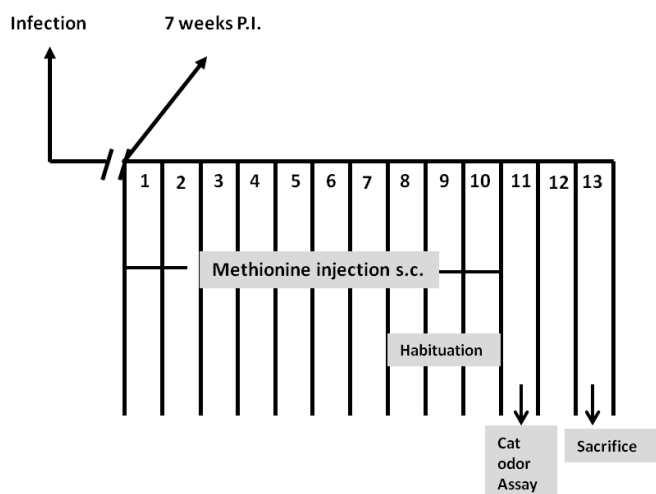 Infection
7 weeks P.I.
1 2 3 4 5 6 7 8 9 10 11 12 13
Methionine injection s.c.
Habituation
Cat
odor
Assay
Sacrifice